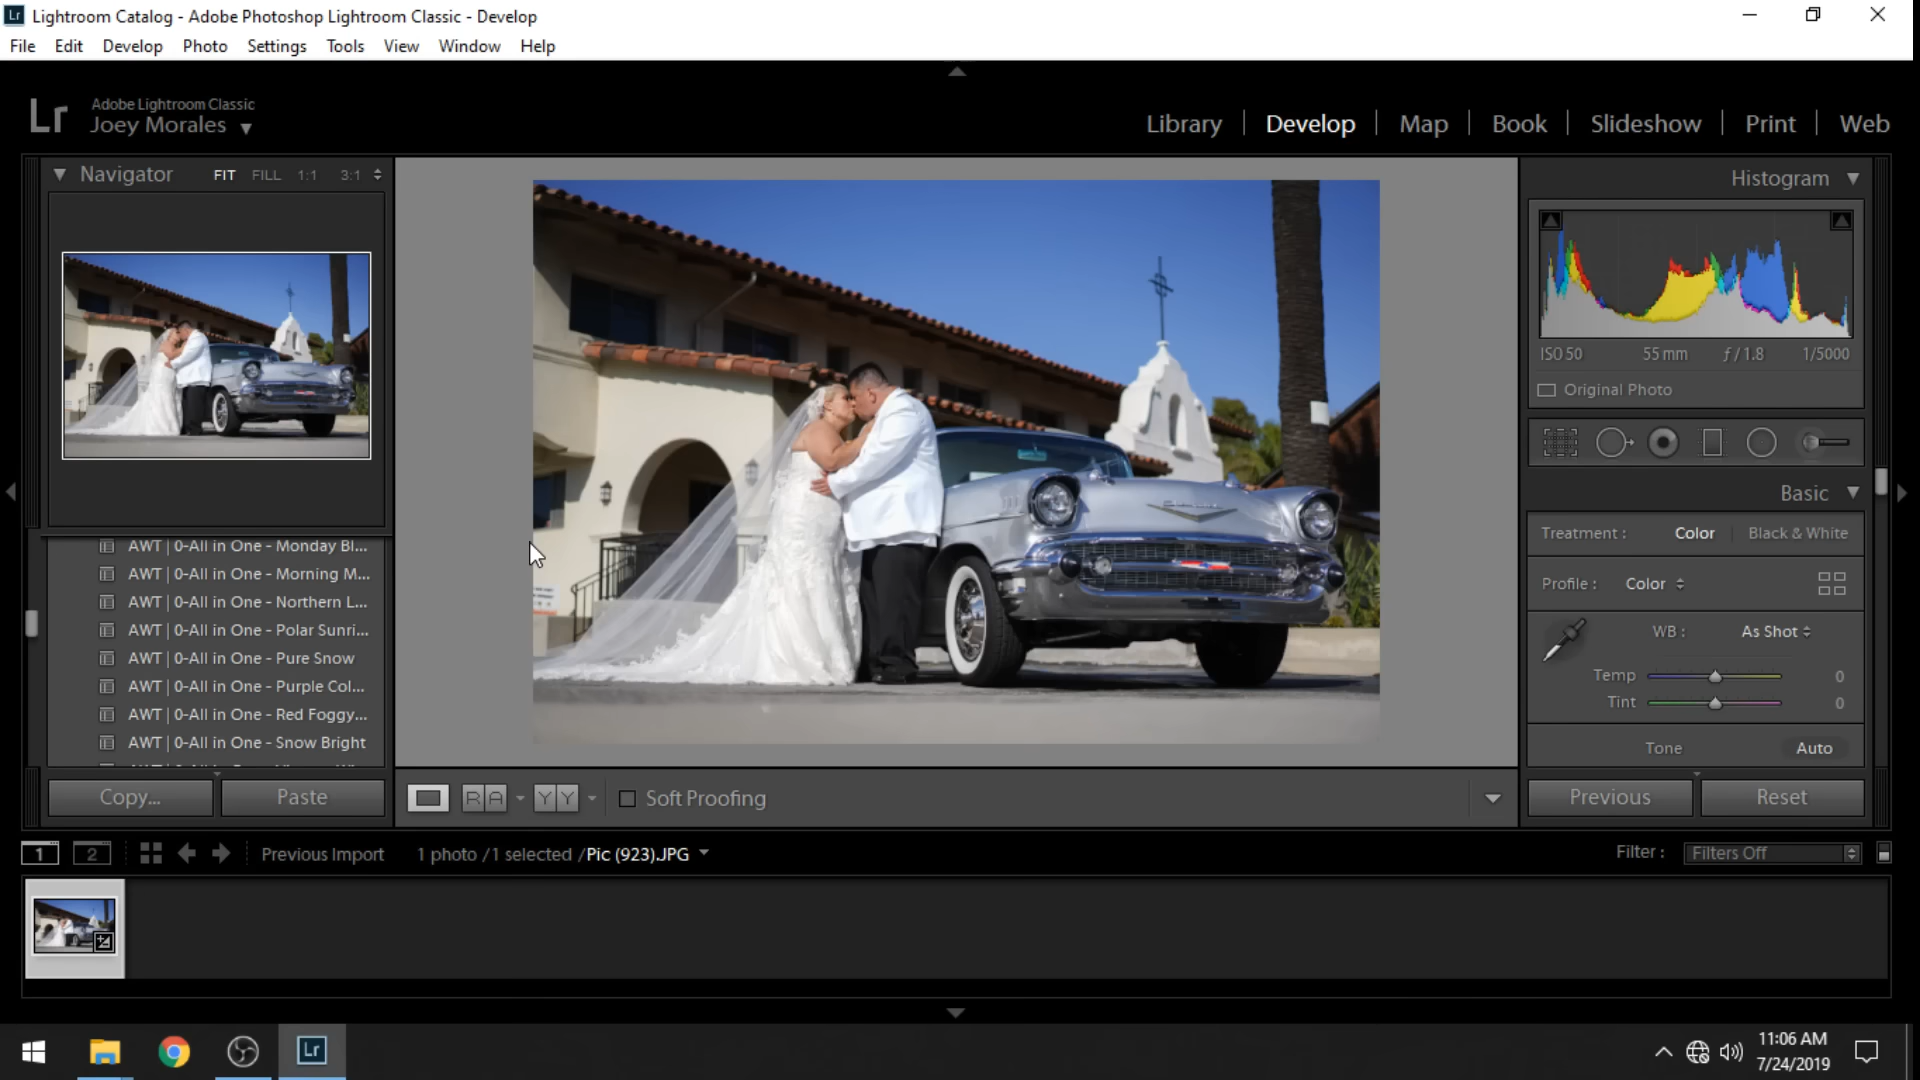 Lightroom Catalog - Adobe Photoshop Lightroom Classic - Develop
File Edit Develop Photo Settings Tools View Window Help
Lr Adobe Lightroom Classic
Joey Morales
Library | Develop | Map | Book | Slideshow | Print | Web
Navigator FIT FILL 1:1 3:1
Histogram
ISO 50 55 mm ƒ / 1.8 1/5000
Original Photo
Basic
Treatment : Color Black & White
Profile : Color
WB : As Shot
Temp 0
Tint 0
Tone Auto
AWT | 0-All in One - Monday Bl...
AWT | 0-All in One - Morning M...
AWT | 0-All in One - Northern L...
AWT | 0-All in One - Polar Sunri...
AWT | 0-All in One - Pure Snow
AWT | 0-All in One - Purple Col...
AWT | 0-All in One - Red Foggy...
AWT | 0-All in One - Snow Bright
Copy... Paste
R A Y Y Soft Proofing
Previous Reset
1 2 Previous Import 1 photo / 1 selected / Pic (923).JPG
Filter : Filters Off
Lr
11:06 AM
7/24/2019